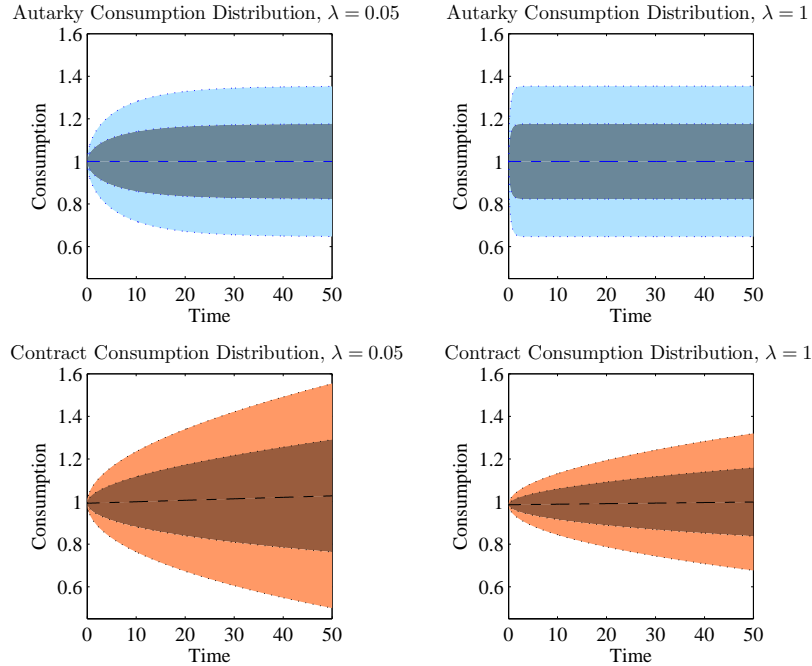 Autarky Consumption Distribution, λ = 0.05
Consumption
1.6
1.4
1.2
1
0.8
0.6
0 10 20 30 40 50
Time
Autarky Consumption Distribution, λ = 1
Consumption
1.6
1.4
1.2
1
0.8
0.6
0 10 20 30 40 50
Time
Contract Consumption Distribution, λ = 0.05
Consumption
1.6
1.4
1.2
1
0.8
0.6
0 10 20 30 40 50
Time
Contract Consumption Distribution, λ = 1
Consumption
1.6
1.4
1.2
1
0.8
0.6
0 10 20 30 40 50
Time